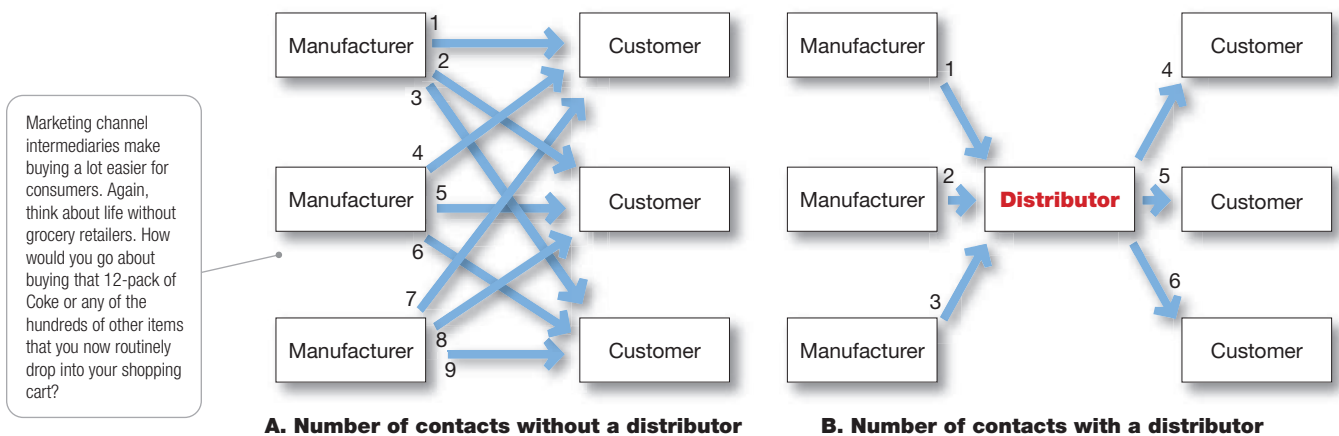 Marketing channel
intermediaries make
buying a lot easier for
consumers. Again,
think about life without
grocery retailers. How
would you go about
buying that 12-pack of
Coke or any of the
hundreds of other items
that you now routinely
drop into your shopping
cart?
Manufacturer
1
2
3
Customer
Manufacturer
4
5
6
Customer
Manufacturer
7
8
9
Customer
A. Number of contacts without a distributor
Manufacturer
1
4
Customer
Manufacturer
2
Distributor
5
Customer
Manufacturer
3
6
Customer
B. Number of contacts with a distributor